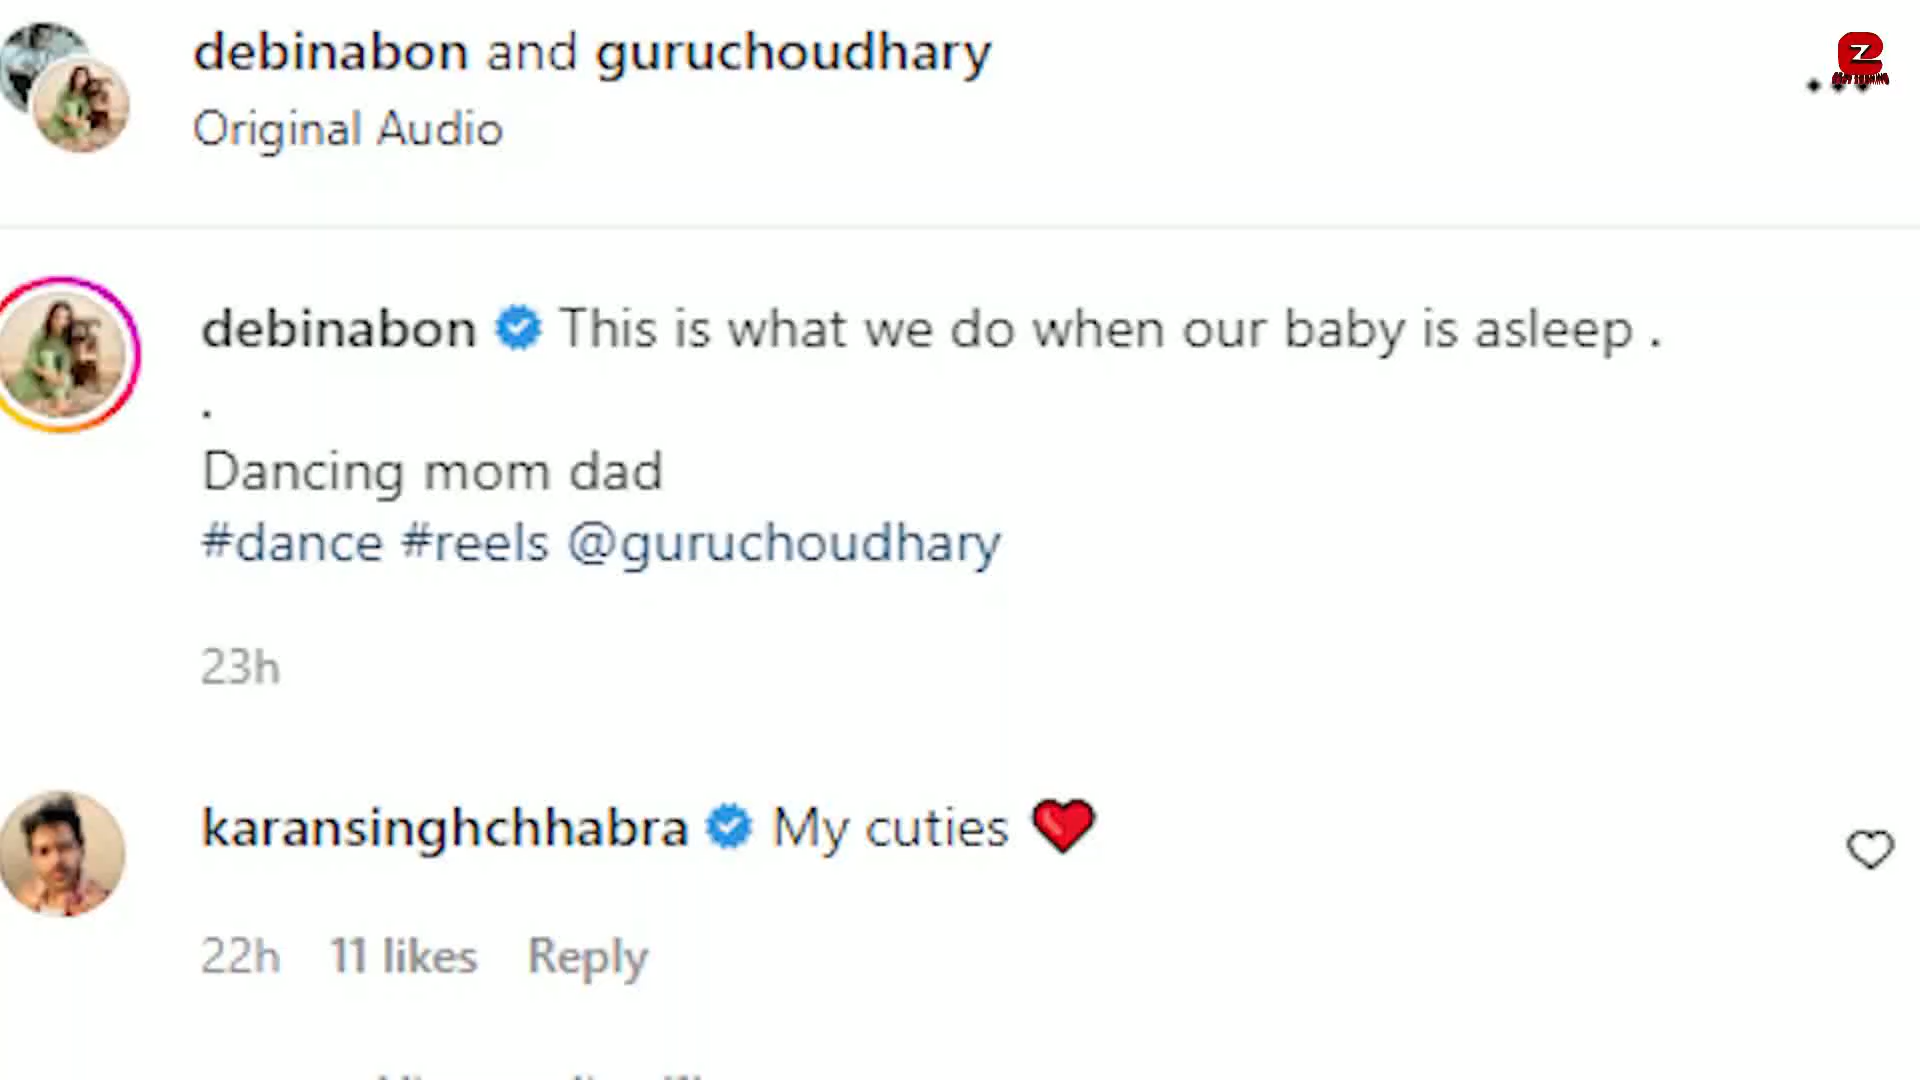 debinabon and guruchoudhary
Original Audio
debinabon This is what we do when our baby is asleep .
.
Dancing mom dad
#dance #reels @guruchoudhary
23h
karansinghchhabra My cuties ❤️
22h 11 likes Reply